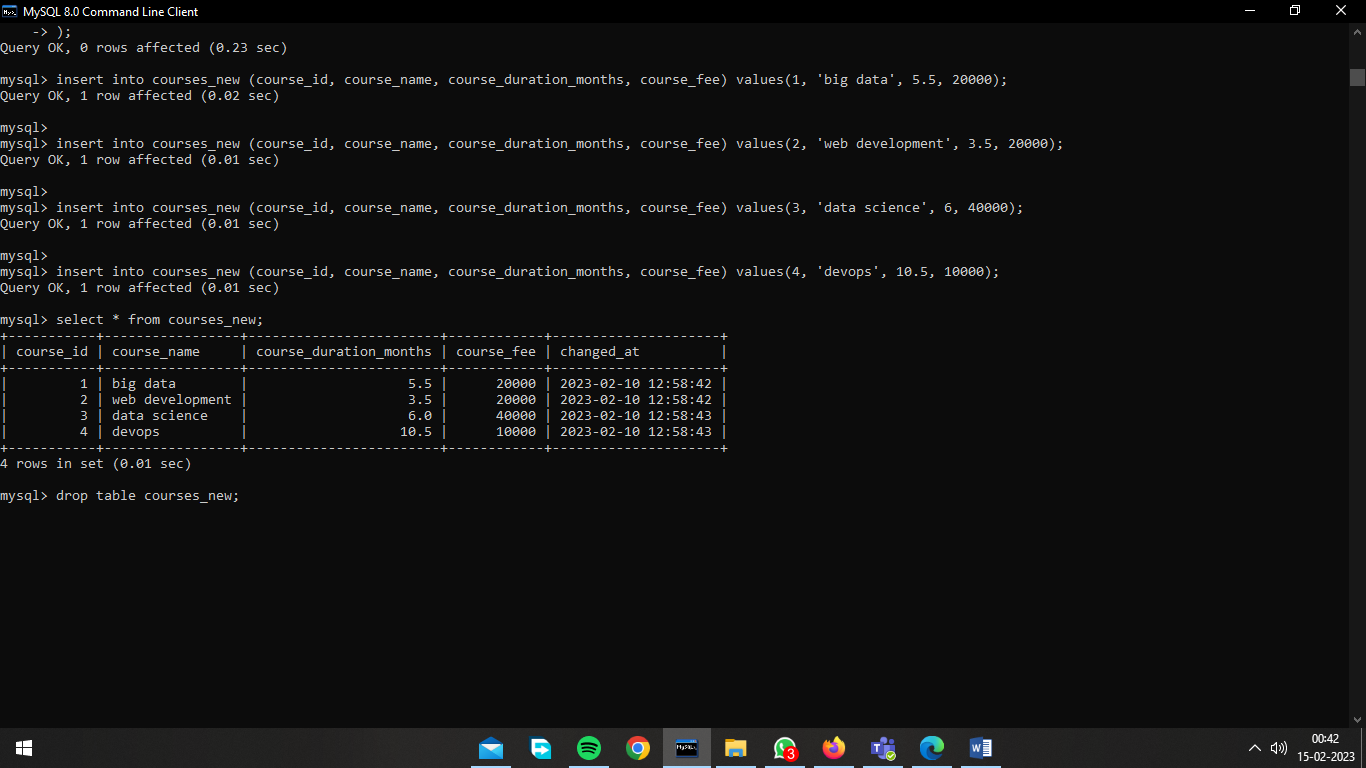 MySQL 8.0 Command Line Client
    -> );
Query OK, 0 rows affected (0.23 sec)

mysql> insert into courses_new (course_id, course_name, course_duration_months, course_fee) values(1, 'big data', 5.5, 20000);
Query OK, 1 row affected (0.02 sec)

mysql>
mysql> insert into courses_new (course_id, course_name, course_duration_months, course_fee) values(2, 'web development', 3.5, 20000);
Query OK, 1 row affected (0.01 sec)

mysql>
mysql> insert into courses_new (course_id, course_name, course_duration_months, course_fee) values(3, 'data science', 6, 40000);
Query OK, 1 row affected (0.01 sec)

mysql>
mysql> insert into courses_new (course_id, course_name, course_duration_months, course_fee) values(4, 'devops', 10.5, 10000);
Query OK, 1 row affected (0.01 sec)

mysql> select * from courses_new;
+-----------+-----------------+------------------------+------------+---------------------+
| course_id | course_name     | course_duration_months | course_fee | changed_at          |
+-----------+-----------------+------------------------+------------+---------------------+
|         1 | big data        |                    5.5 |      20000 | 2023-02-10 12:58:42 |
|         2 | web development |                    3.5 |      20000 | 2023-02-10 12:58:42 |
|         3 | data science    |                    6.0 |      40000 | 2023-02-10 12:58:43 |
|         4 | devops          |                   10.5 |      10000 | 2023-02-10 12:58:43 |
+-----------+-----------------+------------------------+------------+---------------------+
4 rows in set (0.01 sec)

mysql> drop table courses_new;
MySQL
3
00:42
15-02-2023